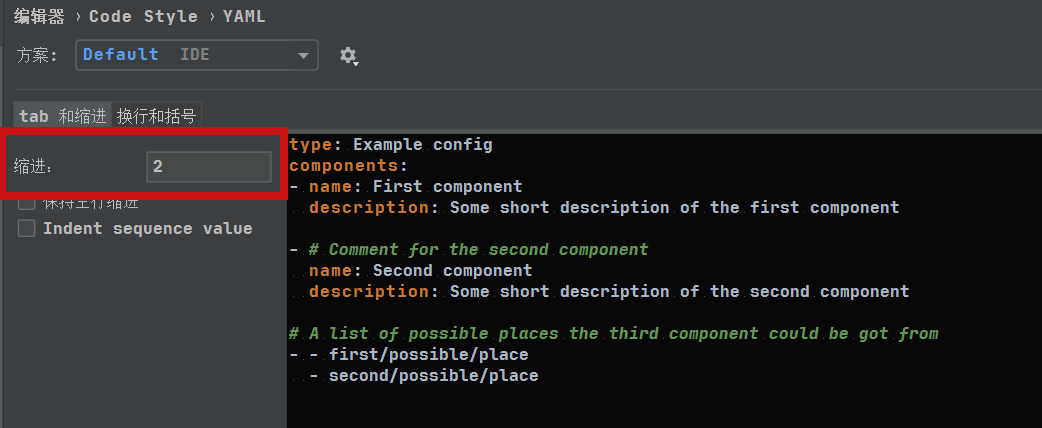 编辑器 › Code Style › YAML
方案: Default IDE
tab 和缩进 换行和括号
缩进: 2
保持空行缩进
Indent sequence value
type: Example config
components:
- name: First component
  description: Some short description of the first component
- # Comment for the second component
  name: Second component
  description: Some short description of the second component
# A list of possible places the third component could be got from
- - first/possible/place
  - second/possible/place